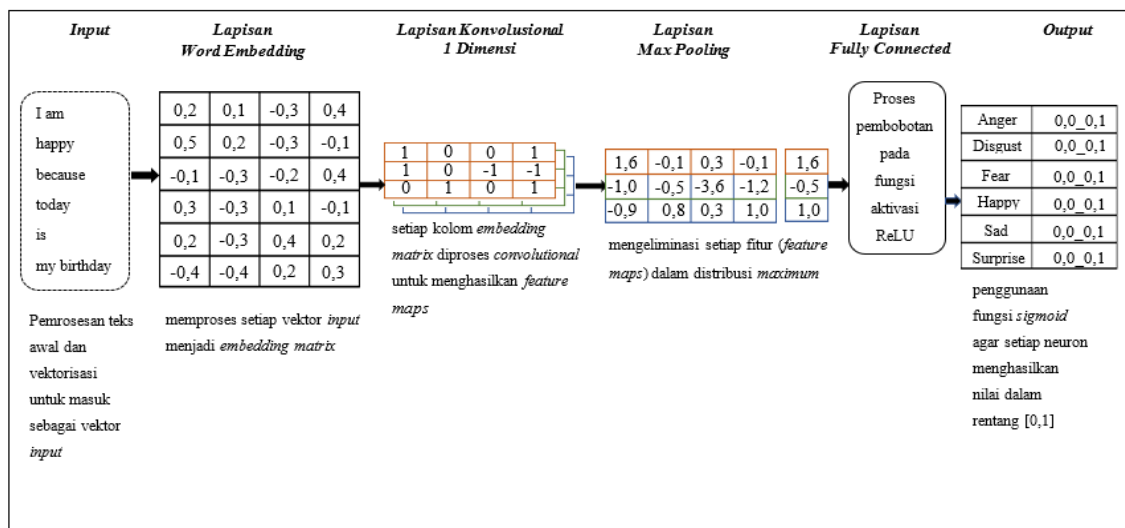 Input
Lapisan
Word Embedding
Lapisan Konvolusional
1 Dimensi
Lapisan
Max Pooling
Lapisan
Fully Connected
Output
I am
happy
because
today
is
my birthday
0,2 0,1 -0,3 0,4
0,5 0,2 -0,3 -0,1
-0,1 -0,3 -0,2 0,4
0,3 -0,3 0,1 -0,1
0,2 -0,3 0,4 0,2
-0,4 -0,4 0,2 0,3
1 0 0 1
1 0 -1 -1
0 1 0 1
1,6 -0,1 0,3 -0,1 1,6
-1,0 -0,5 -3,6 -1,2 -0,5
-0,9 0,8 0,3 1,0 1,0
Proses
pembobotan
pada
fungsi
aktivasi
ReLU
Anger 0,0_0,1
Disgust 0,0_0,1
Fear 0,0_0,1
Happy 0,0_0,1
Sad 0,0_0,1
Surprise 0,0_0,1
Pemrosesan teks
awal dan
vektorisasi
untuk masuk
sebagai vektor
input
memproses setiap vektor input
menjadi embedding matrix
setiap kolom embedding
matrix diproses convolutional
untuk menghasilkan feature
maps
mengeliminasi setiap fitur (feature
maps) dalam distribusi maximum
penggunaan
fungsi sigmoid
agar setiap neuron
menghasilkan
nilai dalam
rentang [0,1]